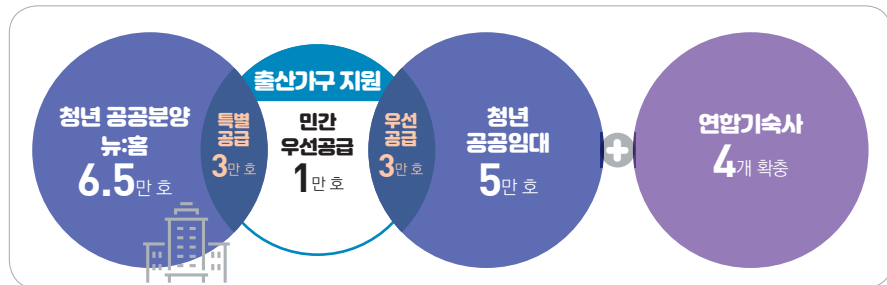 출산가구 지원
청년 공공분양
뉴:홈
6.5만 호
특별
공급
3만 호
민간
우선공급
1만 호
우선
공급
3만 호
청년
공공임대
5만 호
+
연합기숙사
4개 확충